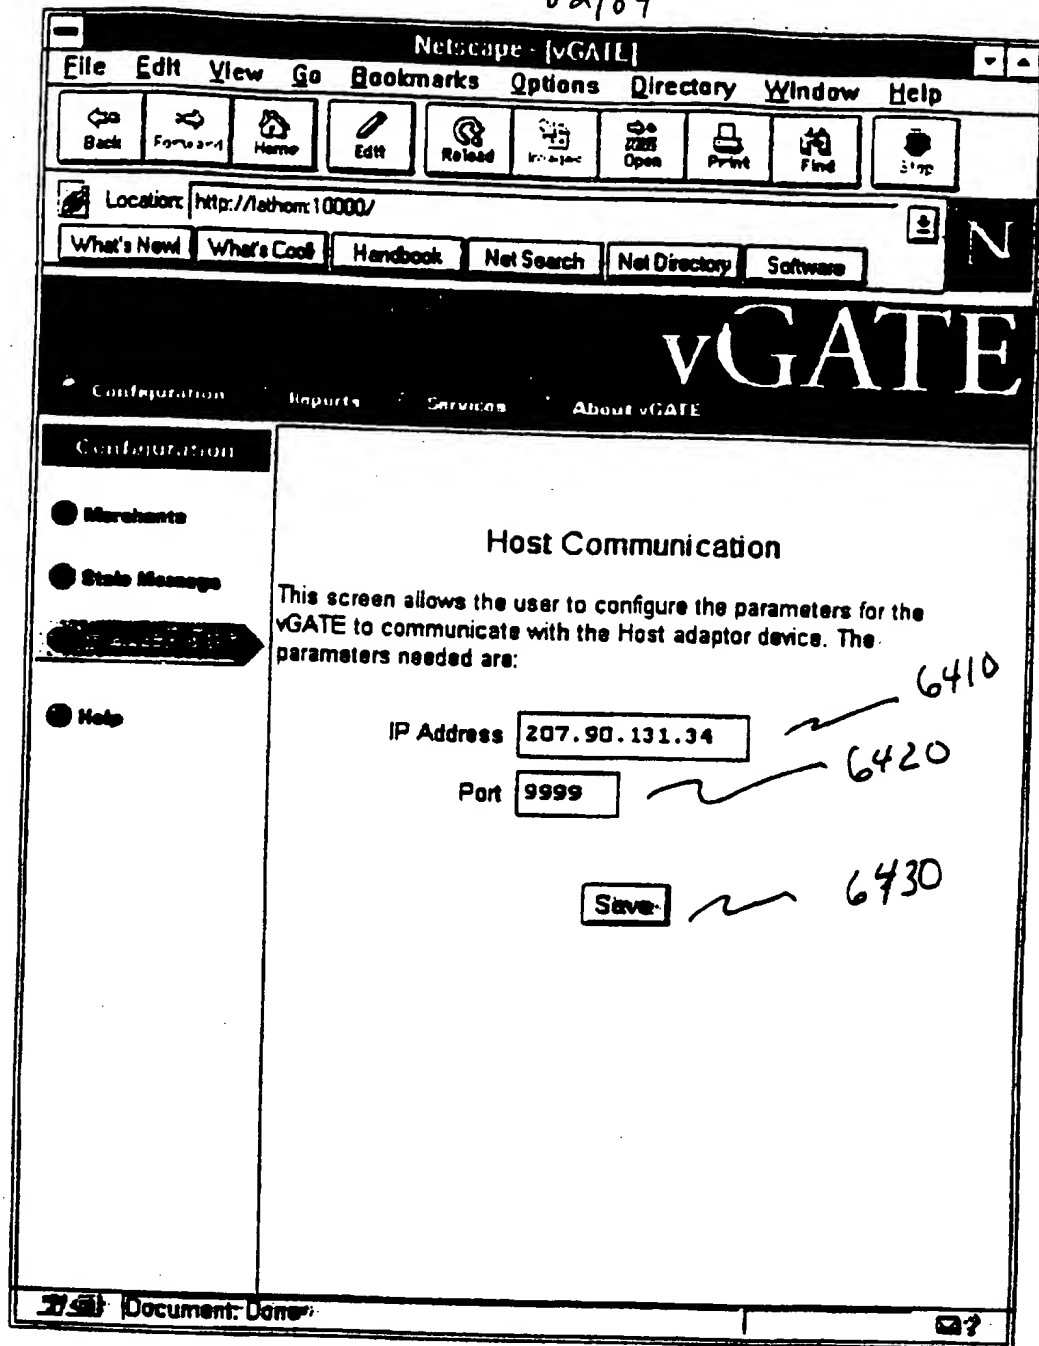 Netscape - [vGATE]
File Edit View Go Bookmarks Options Directory Window Help
Back Forward Home Edit Reload Images Open Print Find Stop
Location: http://lathom:10000/
What's New! What's Cool! Handbook Net Search Net Directory Software
N
vGATE
Configuration Reports Services About vGATE
Configuration
Merchants
Stale Message
Help
Host Communication
This screen allows the user to configure the parameters for the
vGATE to communicate with the Host adaptor device. The
parameters needed are:
6410
IP Address 207.90.131.34
6420
Port 9999
6430
Save
Document: Done